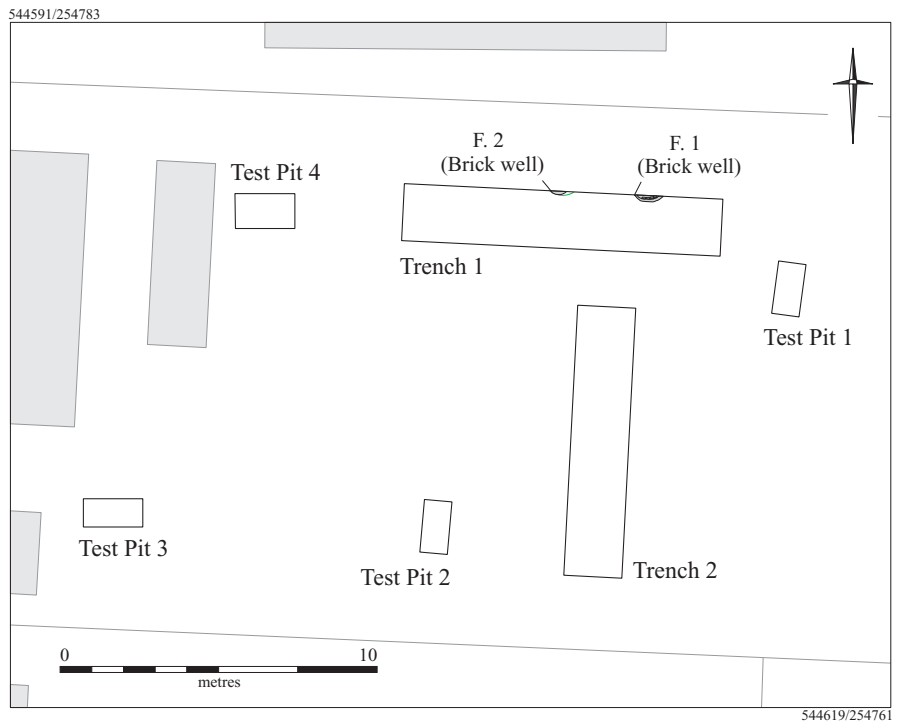 544591/254783
F. 2
(Brick well)
F. 1
(Brick well)
Test Pit 4
Trench 1
Test Pit 1
Test Pit 3
Test Pit 2
Trench 2
0 10
metres
544619/254761